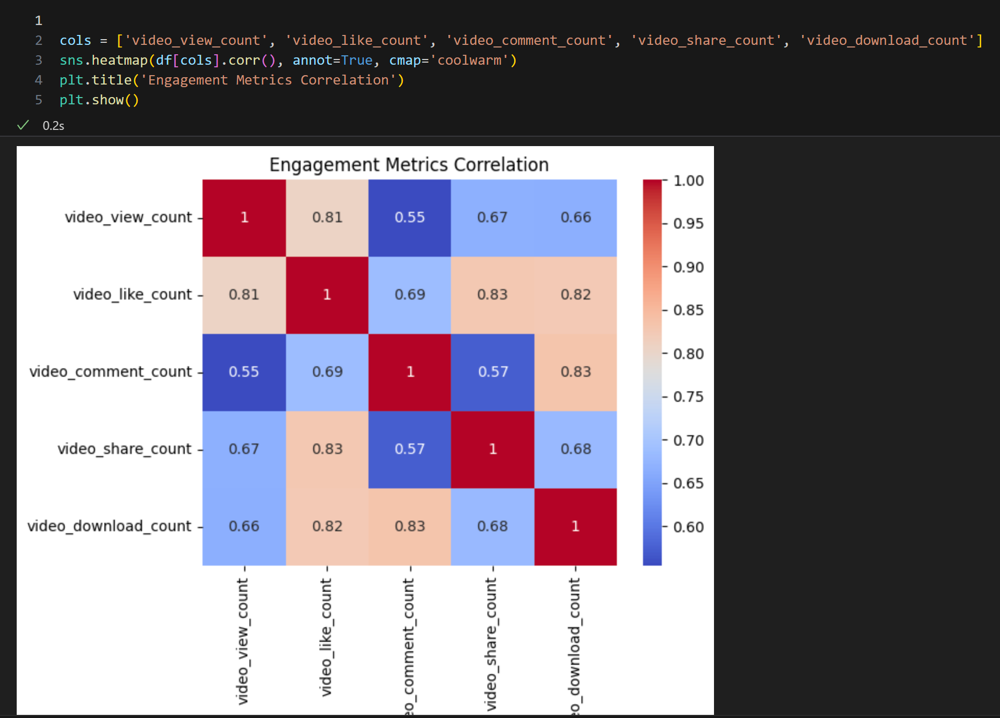 1
2 cols = ['video_view_count', 'video_like_count', 'video_comment_count', 'video_share_count', 'video_download_count']
3 sns.heatmap(df[cols].corr(), annot=True, cmap='coolwarm')
4 plt.title('Engagement Metrics Correlation')
5 plt.show()
0.2s
Engagement Metrics Correlation
video_view_count 1 0.81 0.55 0.67 0.66
video_like_count 0.81 1 0.69 0.83 0.82
video_comment_count 0.55 0.69 1 0.57 0.83
video_share_count 0.67 0.83 0.57 1 0.68
video_download_count 0.66 0.82 0.83 0.68 1
1.00
0.95
0.90
0.85
0.80
0.75
0.70
0.65
0.60
video_view_count
video_like_count
eo_comment_count
video_share_count
eo_download_count